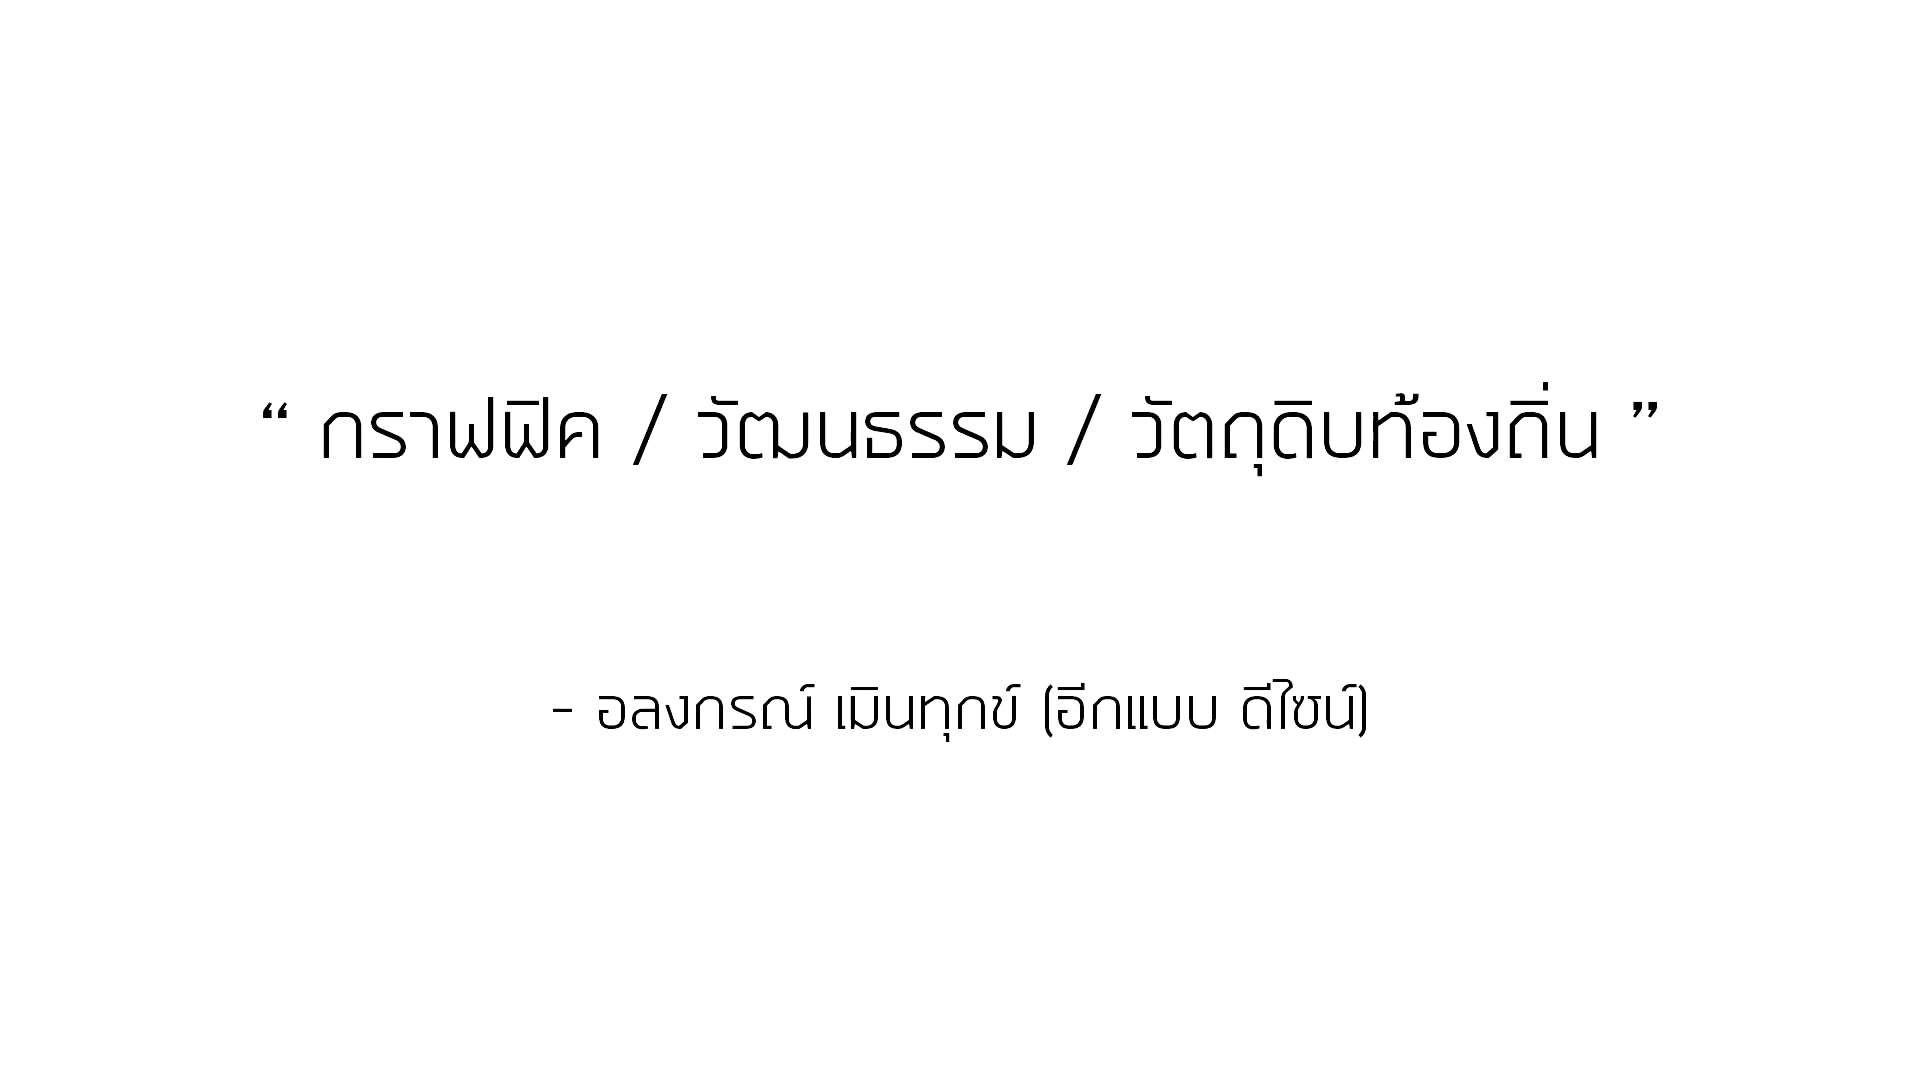 “ กราฟฟิค / วัฒนธรรม / วัตถุดิบท้องถิ่น ”
- อลงกรณ์ เมินทุกข์ (อีกแบบ ดีไซน์)